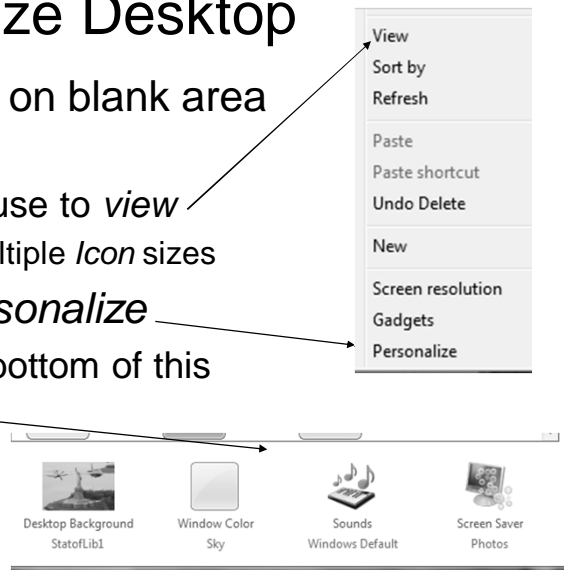 ze Desktop
on blank area
use to view
ltiple Icon sizes
rsonalize
bottom of this
View
Sort by
Refresh
Paste
Paste shortcut
Undo Delete
New
Screen resolution
Gadgets
Personalize
Desktop Background
StatofLib1
Window Color
Sky
Sounds
Windows Default
Screen Saver
Photos